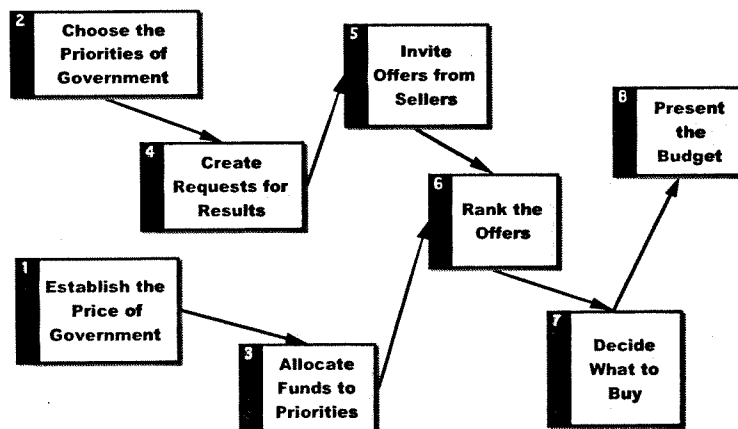 2
Choose the
Priorities of
Government
4
Create
Requests for
Results
5
Invite
Offers from
Sellers
8
Present
the
Budget
6
Rank the
Offers
1
Establish the
Price of
Government
3
Allocate
Funds to
Priorities
7
Decide
What to
Buy